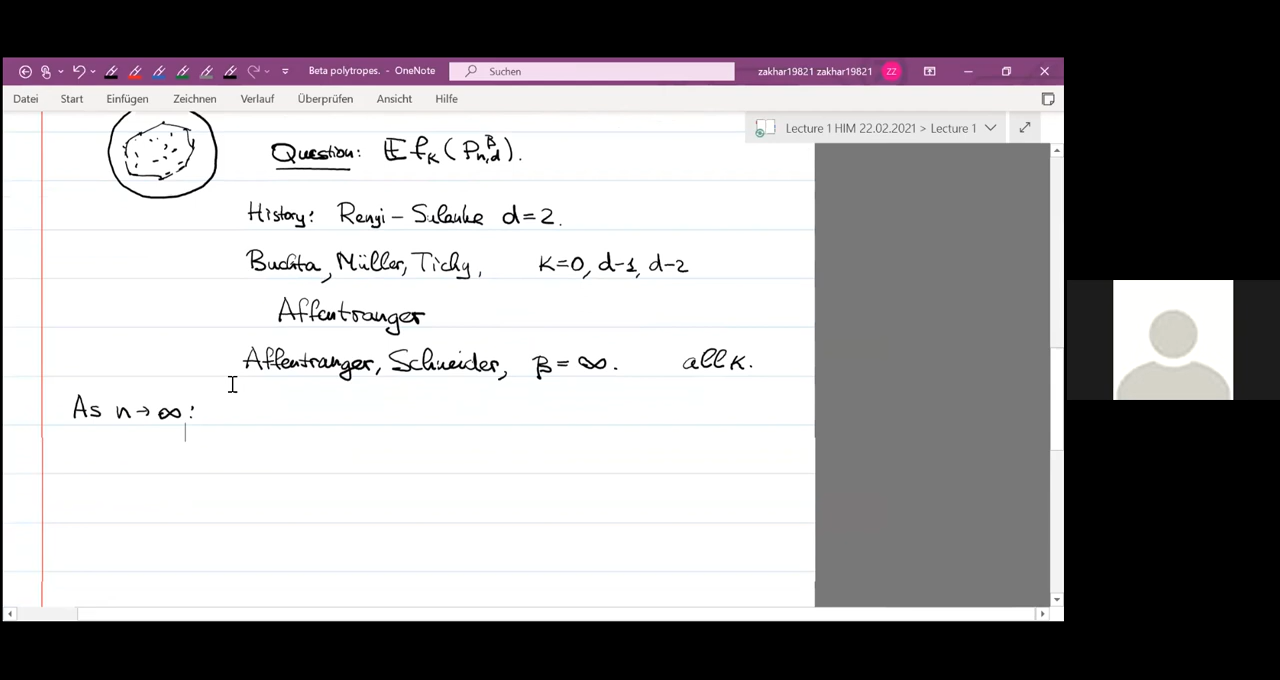 Beta polytopes. - OneNote
Suchen
zakhar19821 zakhar19821
ZZ
Datei Start Einfügen Zeichnen Verlauf Überprüfen Ansicht Hilfe
Lecture 1 HIM 22.02.2021 > Lecture 1
Question: 𝔼 f_K (P^β_{n,d}).
History: Renyi - Sulanke d=2.
Buchta, Müller, Tichy, K=0, d-1, d-2
Affentranger
Affentranger, Schneider, β = ∞. all K.
As n→∞: